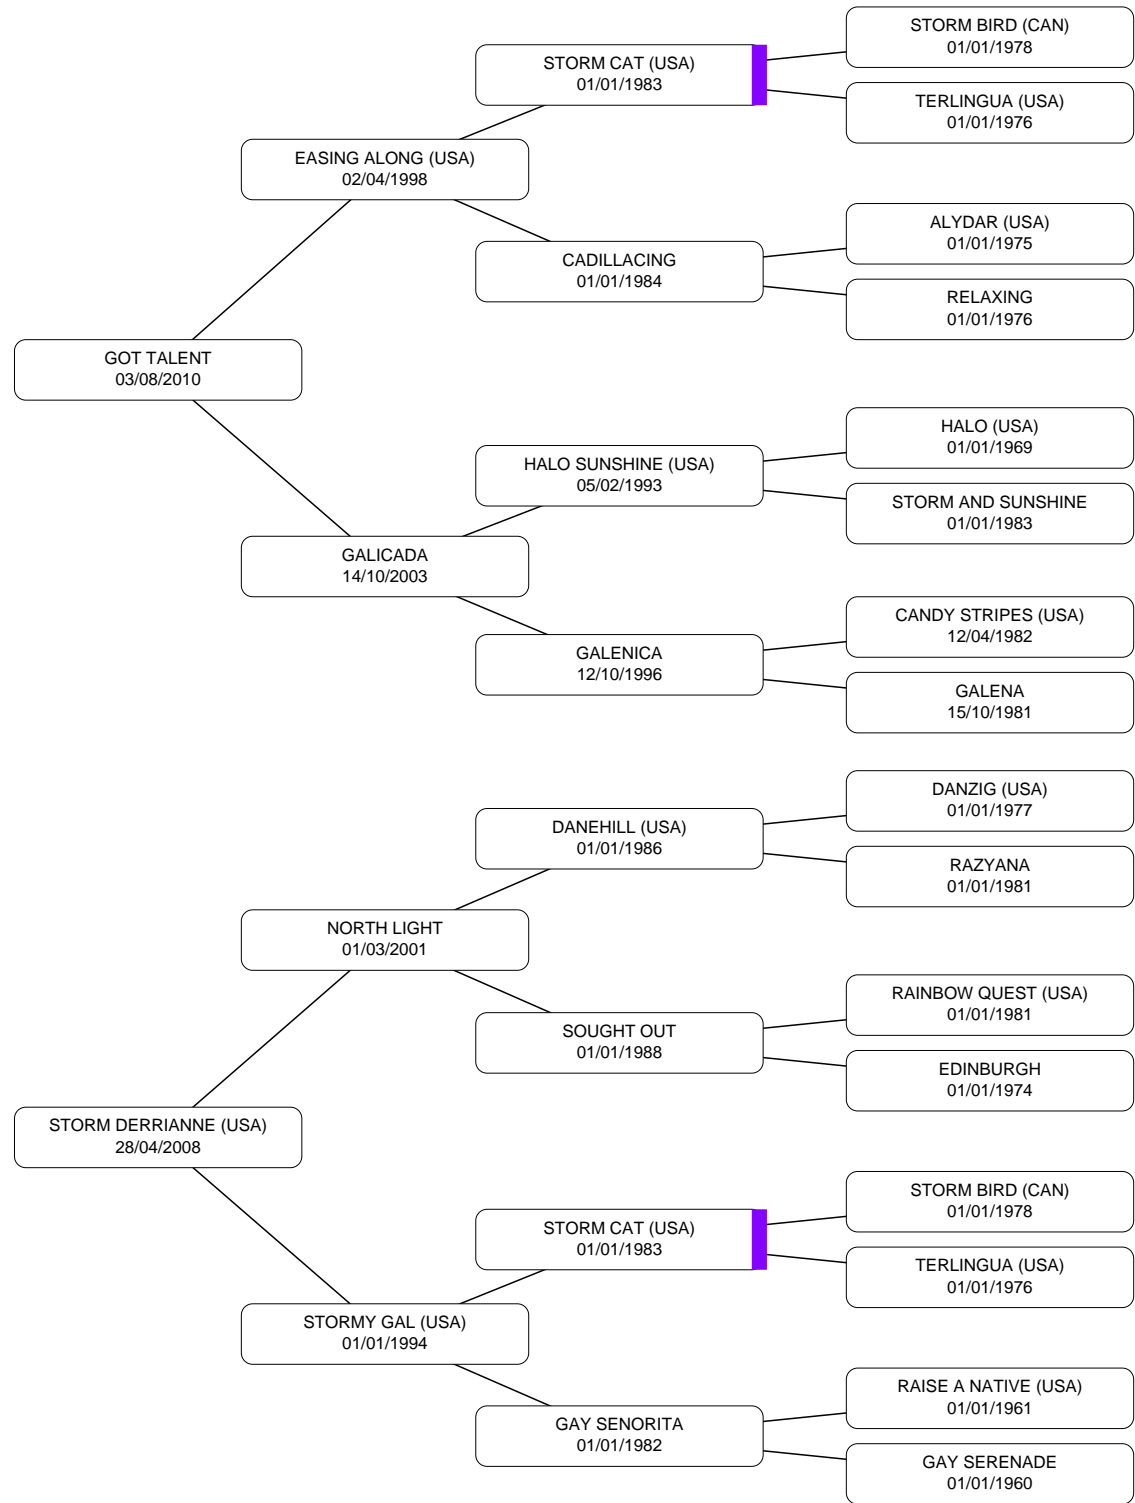 STORM BIRD (CAN)
01/01/1978
STORM CAT (USA)
01/01/1983
TERLINGUA (USA)
01/01/1976
EASING ALONG (USA)
02/04/1998
ALYDAR (USA)
01/01/1975
CADILLACING
01/01/1984
RELAXING
01/01/1976
GOT TALENT
03/08/2010
HALO (USA)
01/01/1969
HALO SUNSHINE (USA)
05/02/1993
STORM AND SUNSHINE
01/01/1983
GALICADA
14/10/2003
CANDY STRIPES (USA)
12/04/1982
GALENICA
12/10/1996
GALENA
15/10/1981
DANZIG (USA)
01/01/1977
DANEHILL (USA)
01/01/1986
RAZYANA
01/01/1981
NORTH LIGHT
01/03/2001
RAINBOW QUEST (USA)
01/01/1981
SOUGHT OUT
01/01/1988
EDINBURGH
01/01/1974
STORM DERRIANNE (USA)
28/04/2008
STORM BIRD (CAN)
01/01/1978
STORM CAT (USA)
01/01/1983
TERLINGUA (USA)
01/01/1976
STORMY GAL (USA)
01/01/1994
RAISE A NATIVE (USA)
01/01/1961
GAY SENORITA
01/01/1982
GAY SERENADE
01/01/1960